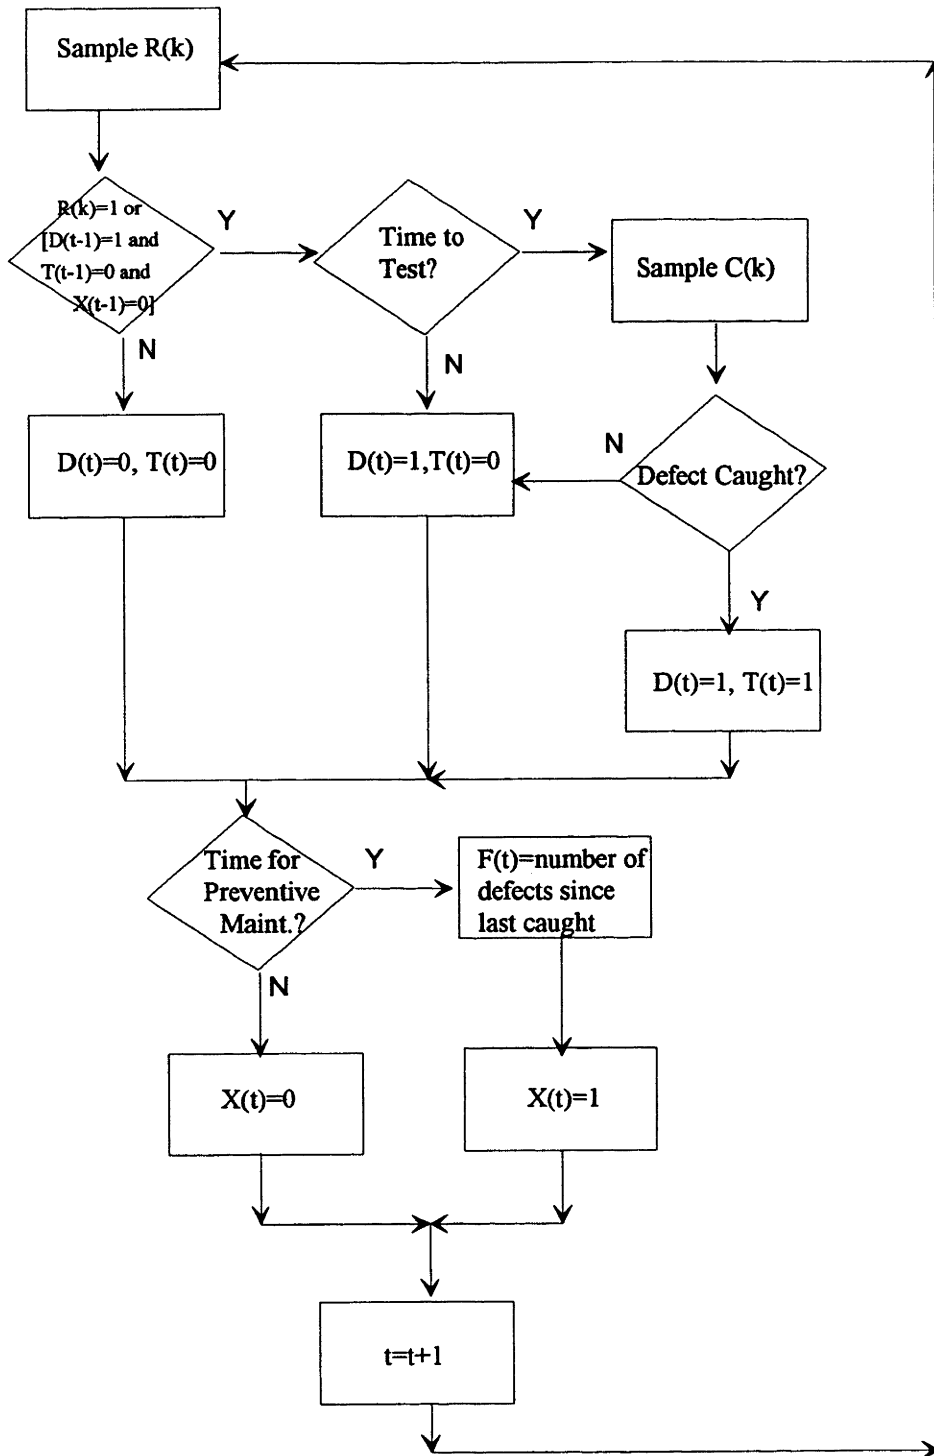 Sample R(k)
R(k)=1 or
[D(t-1)=1 and
T(t-1)=0 and
X(t-1)=0]
Y
Time to
Test?
Y
Sample C(k)
N
N
D(t)=0, T(t)=0
D(t)=1,T(t)=0
N
Defect Caught?
Y
D(t)=1, T(t)=1
Time for
Preventive
Maint.?
Y
F(t)=number of
defects since
last caught
N
X(t)=0
X(t)=1
t=t+1